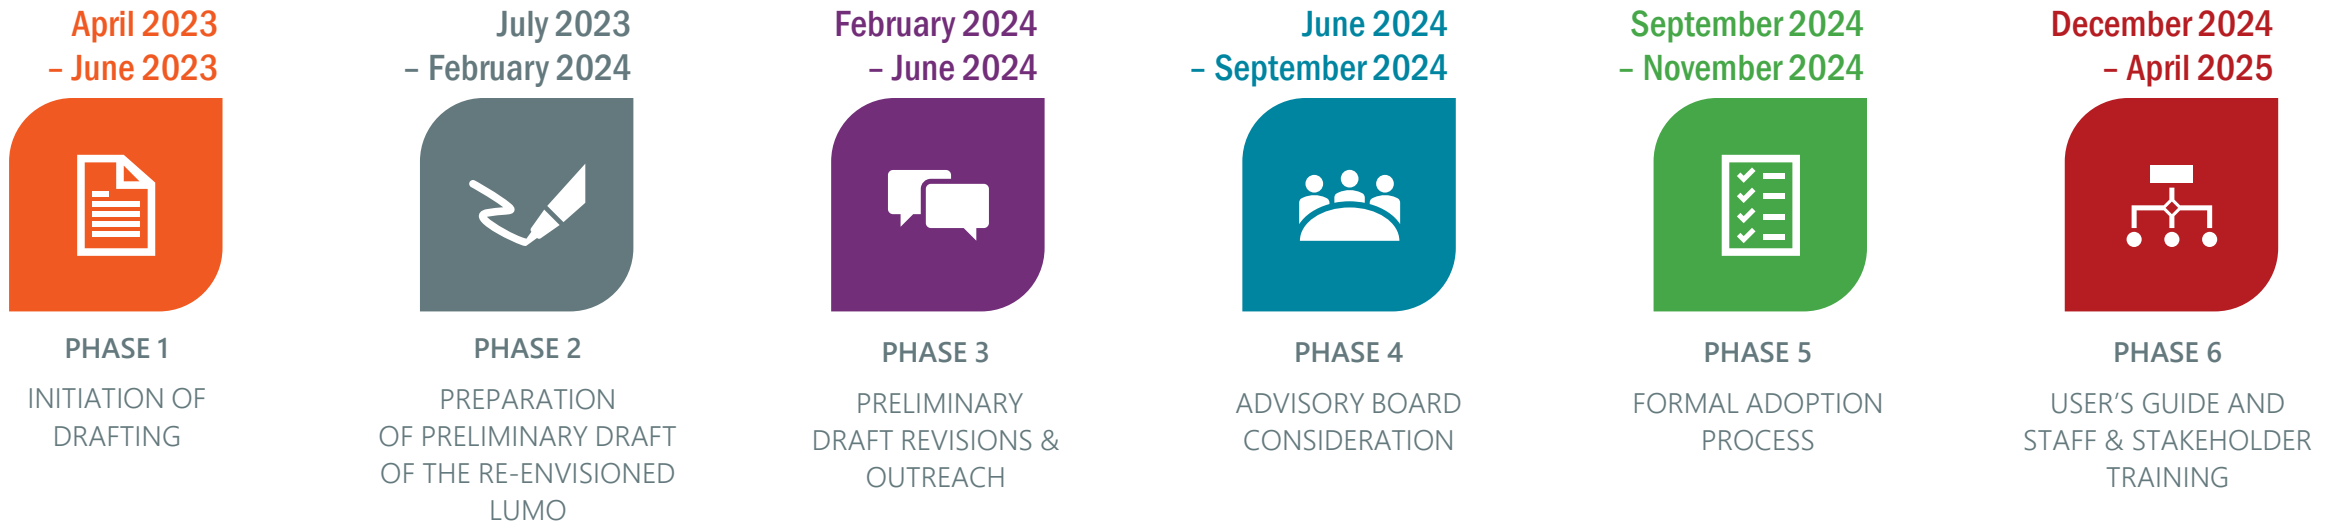 April 2023
– June 2023
PHASE 1
INITIATION OF
DRAFTING
July 2023
– February 2024
PHASE 2
PREPARATION
OF PRELIMINARY DRAFT
OF THE RE-ENVISIONED
LUMO
February 2024
– June 2024
PHASE 3
PRELIMINARY
DRAFT REVISIONS &
OUTREACH
June 2024
– September 2024
PHASE 4
ADVISORY BOARD
CONSIDERATION
September 2024
– November 2024
PHASE 5
FORMAL ADOPTION
PROCESS
December 2024
– April 2025
PHASE 6
USER’S GUIDE AND
STAFF & STAKEHOLDER
TRAINING